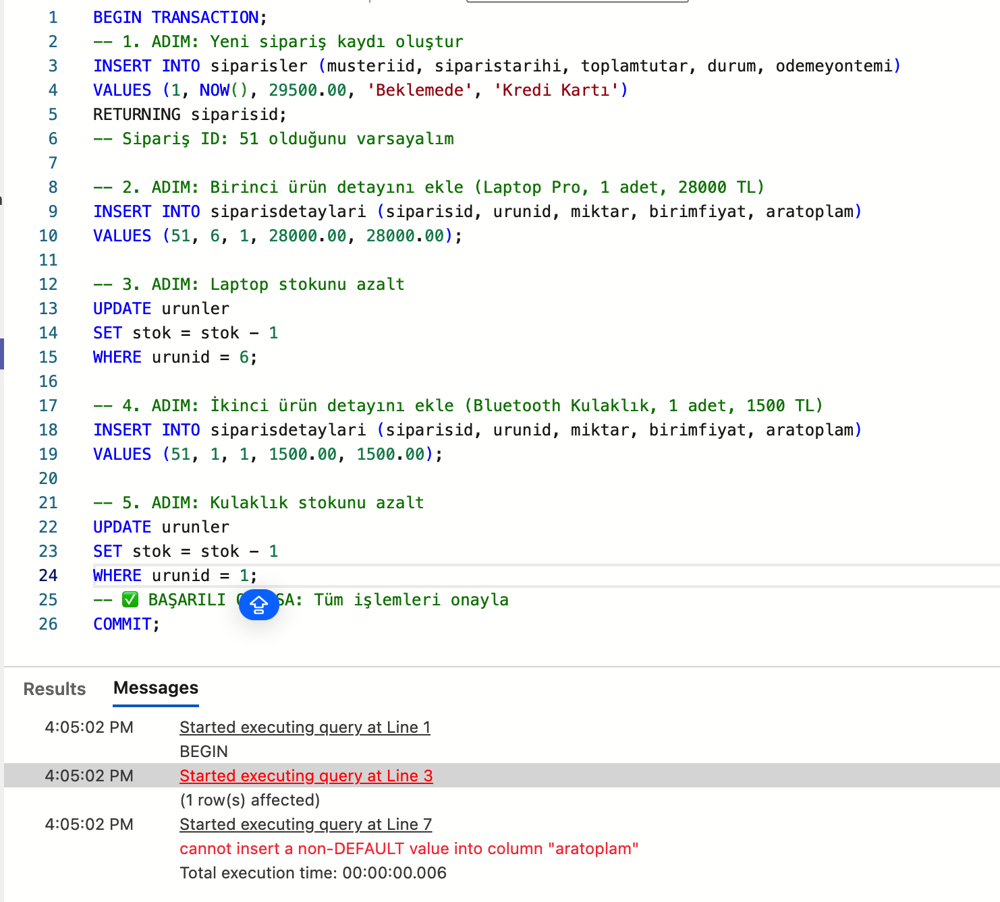 1 BEGIN TRANSACTION;
2 -- 1. ADIM: Yeni sipariş kaydı oluştur
3 INSERT INTO siparisler (musteriid, siparistarihi, toplamtutar, durum, odemeyontemi)
4 VALUES (1, NOW(), 29500.00, 'Beklemede', 'Kredi Kartı')
5 RETURNING siparisid;
6 -- Sipariş ID: 51 olduğunu varsayalım
7
8 -- 2. ADIM: Birinci ürün detayını ekle (Laptop Pro, 1 adet, 28000 TL)
9 INSERT INTO siparisdetaylari (siparisid, urunid, miktar, birimfiyat, aratoplam)
10 VALUES (51, 6, 1, 28000.00, 28000.00);
11
12 -- 3. ADIM: Laptop stokunu azalt
13 UPDATE urunler
14 SET stok = stok - 1
15 WHERE urunid = 6;
16
17 -- 4. ADIM: İkinci ürün detayını ekle (Bluetooth Kulaklık, 1 adet, 1500 TL)
18 INSERT INTO siparisdetaylari (siparisid, urunid, miktar, birimfiyat, aratoplam)
19 VALUES (51, 1, 1, 1500.00, 1500.00);
20
21 -- 5. ADIM: Kulaklık stokunu azalt
22 UPDATE urunler
23 SET stok = stok - 1
24 WHERE urunid = 1;
25 -- ✅ BAŞARILI SA: Tüm işlemleri onayla
26 COMMIT;
Results Messages
4:05:02 PM Started executing query at Line 1
BEGIN
4:05:02 PM Started executing query at Line 3
(1 row(s) affected)
4:05:02 PM Started executing query at Line 7
cannot insert a non-DEFAULT value into column "aratoplam"
Total execution time: 00:00:00.006